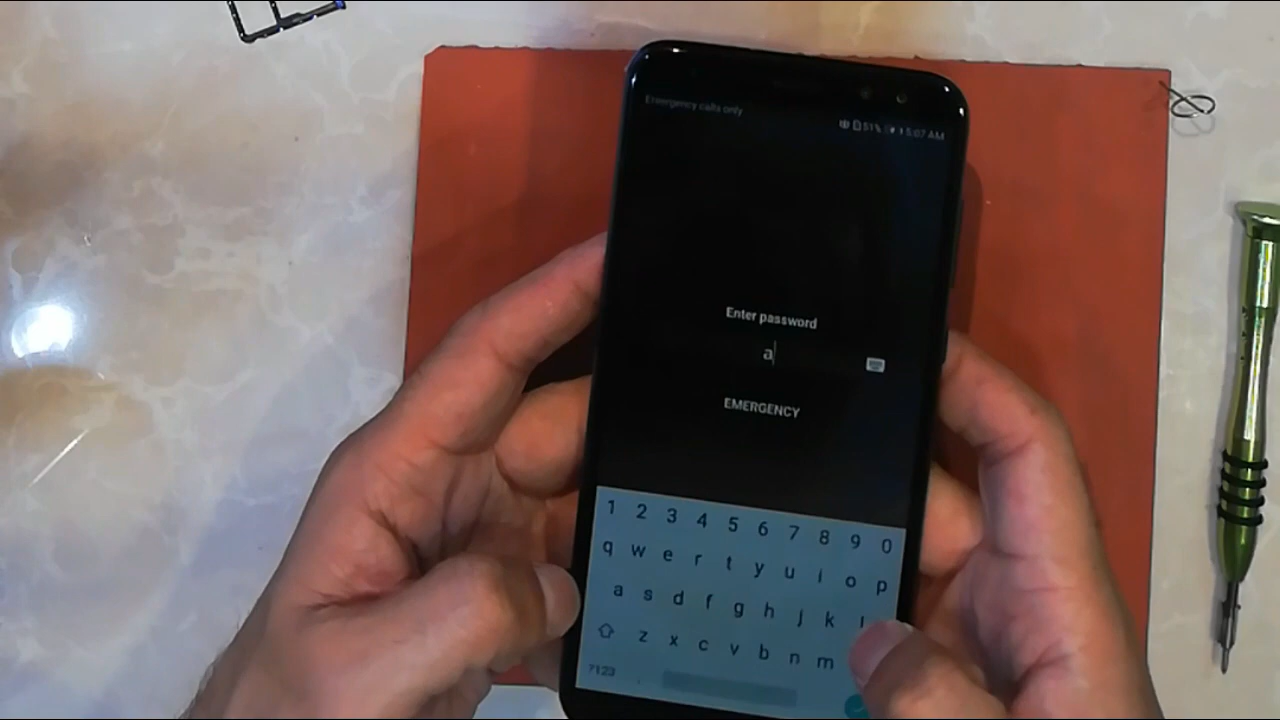 Emergency calls only
51% 5:07 AM
Enter password
a
EMERGENCY
1 2 3 4 5 6 7 8 9 0
q w e r t y u i o p
a s d f g h j k l
z x c v b n m
?123